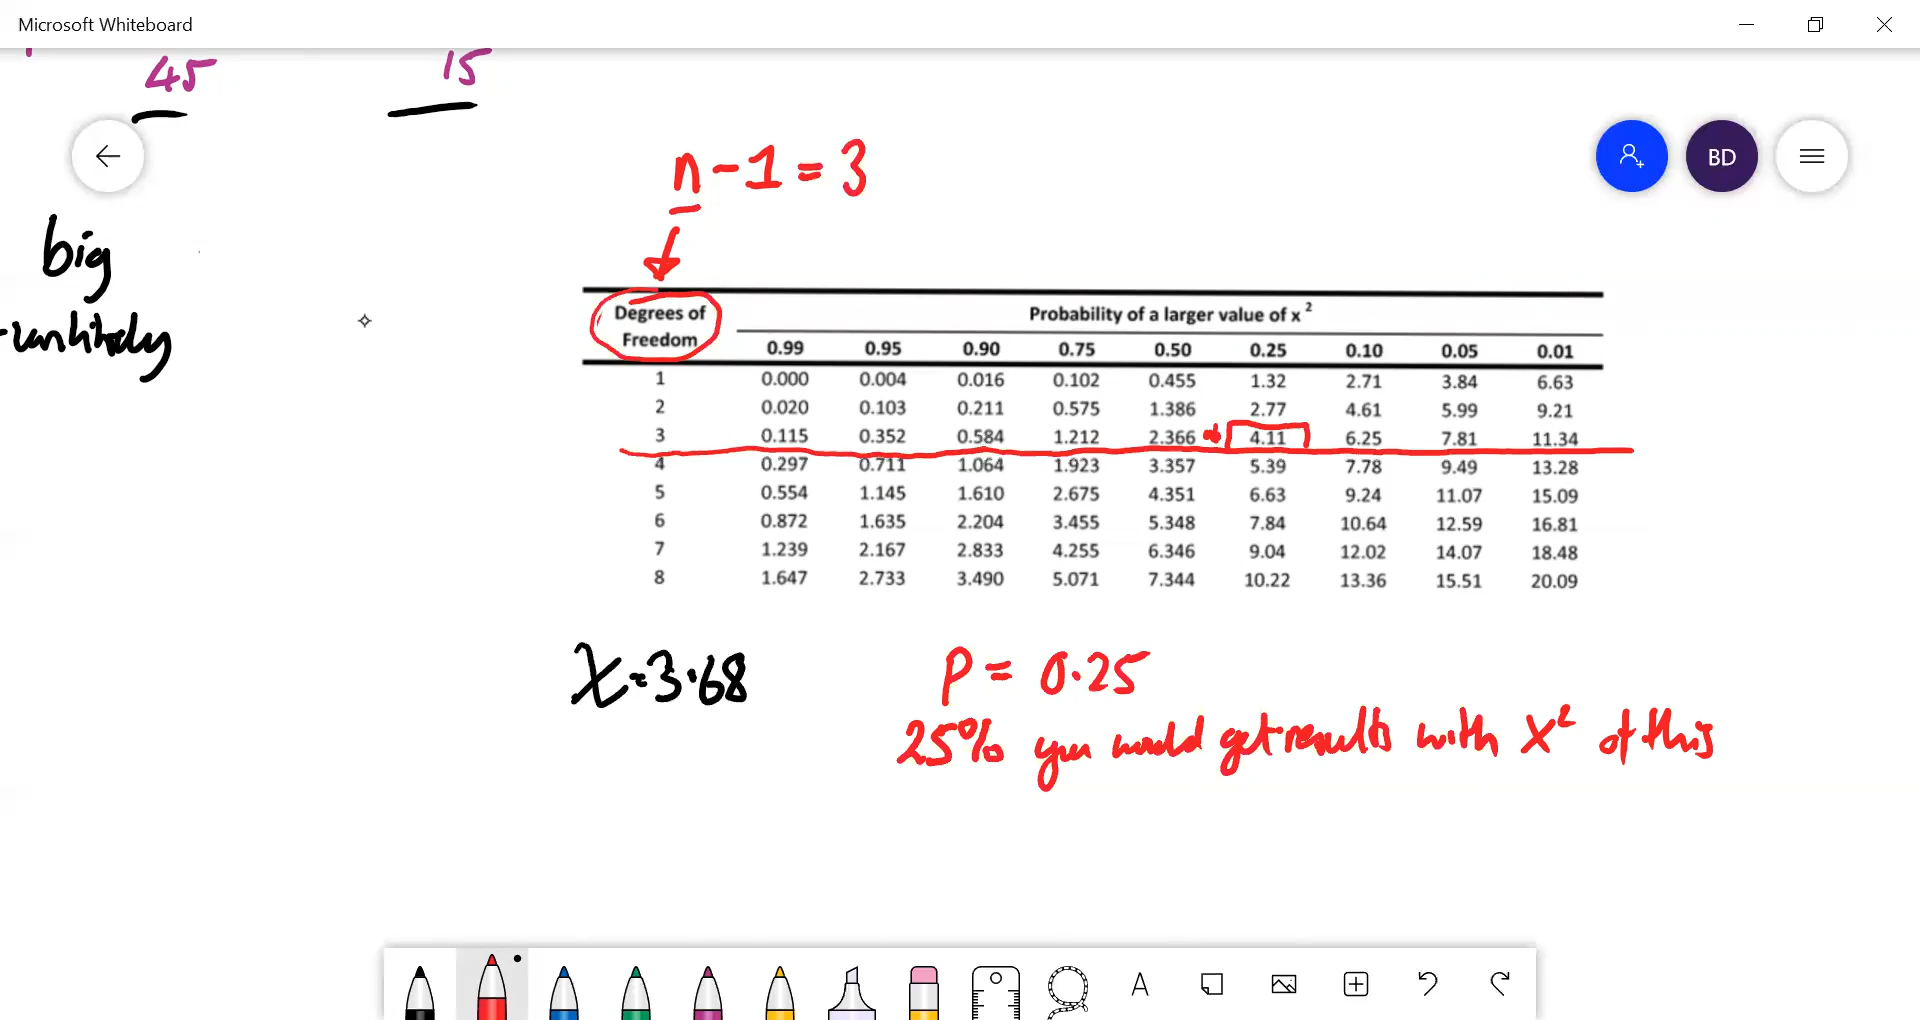 Microsoft Whiteboard
45 15
n-1=3
BD
big
unlikely
Degrees of Freedom Probability of a larger value of x 2
0.99 0.95 0.90 0.75 0.50 0.25 0.10 0.05 0.01
1 0.000 0.004 0.016 0.102 0.455 1.32 2.71 3.84 6.63
2 0.020 0.103 0.211 0.575 1.386 2.77 4.61 5.99 9.21
3 0.115 0.352 0.584 1.212 2.366 4.11 6.25 7.81 11.34
4 0.297 0.711 1.064 1.923 3.357 5.39 7.78 9.49 13.28
5 0.554 1.145 1.610 2.675 4.351 6.63 9.24 11.07 15.09
6 0.872 1.635 2.204 3.455 5.348 7.84 10.64 12.59 16.81
7 1.239 2.167 2.833 4.255 6.346 9.04 12.02 14.07 18.48
8 1.647 2.733 3.490 5.071 7.344 10.22 13.36 15.51 20.09
X=3.68 P = 0.25
25% you would get results with X² of this